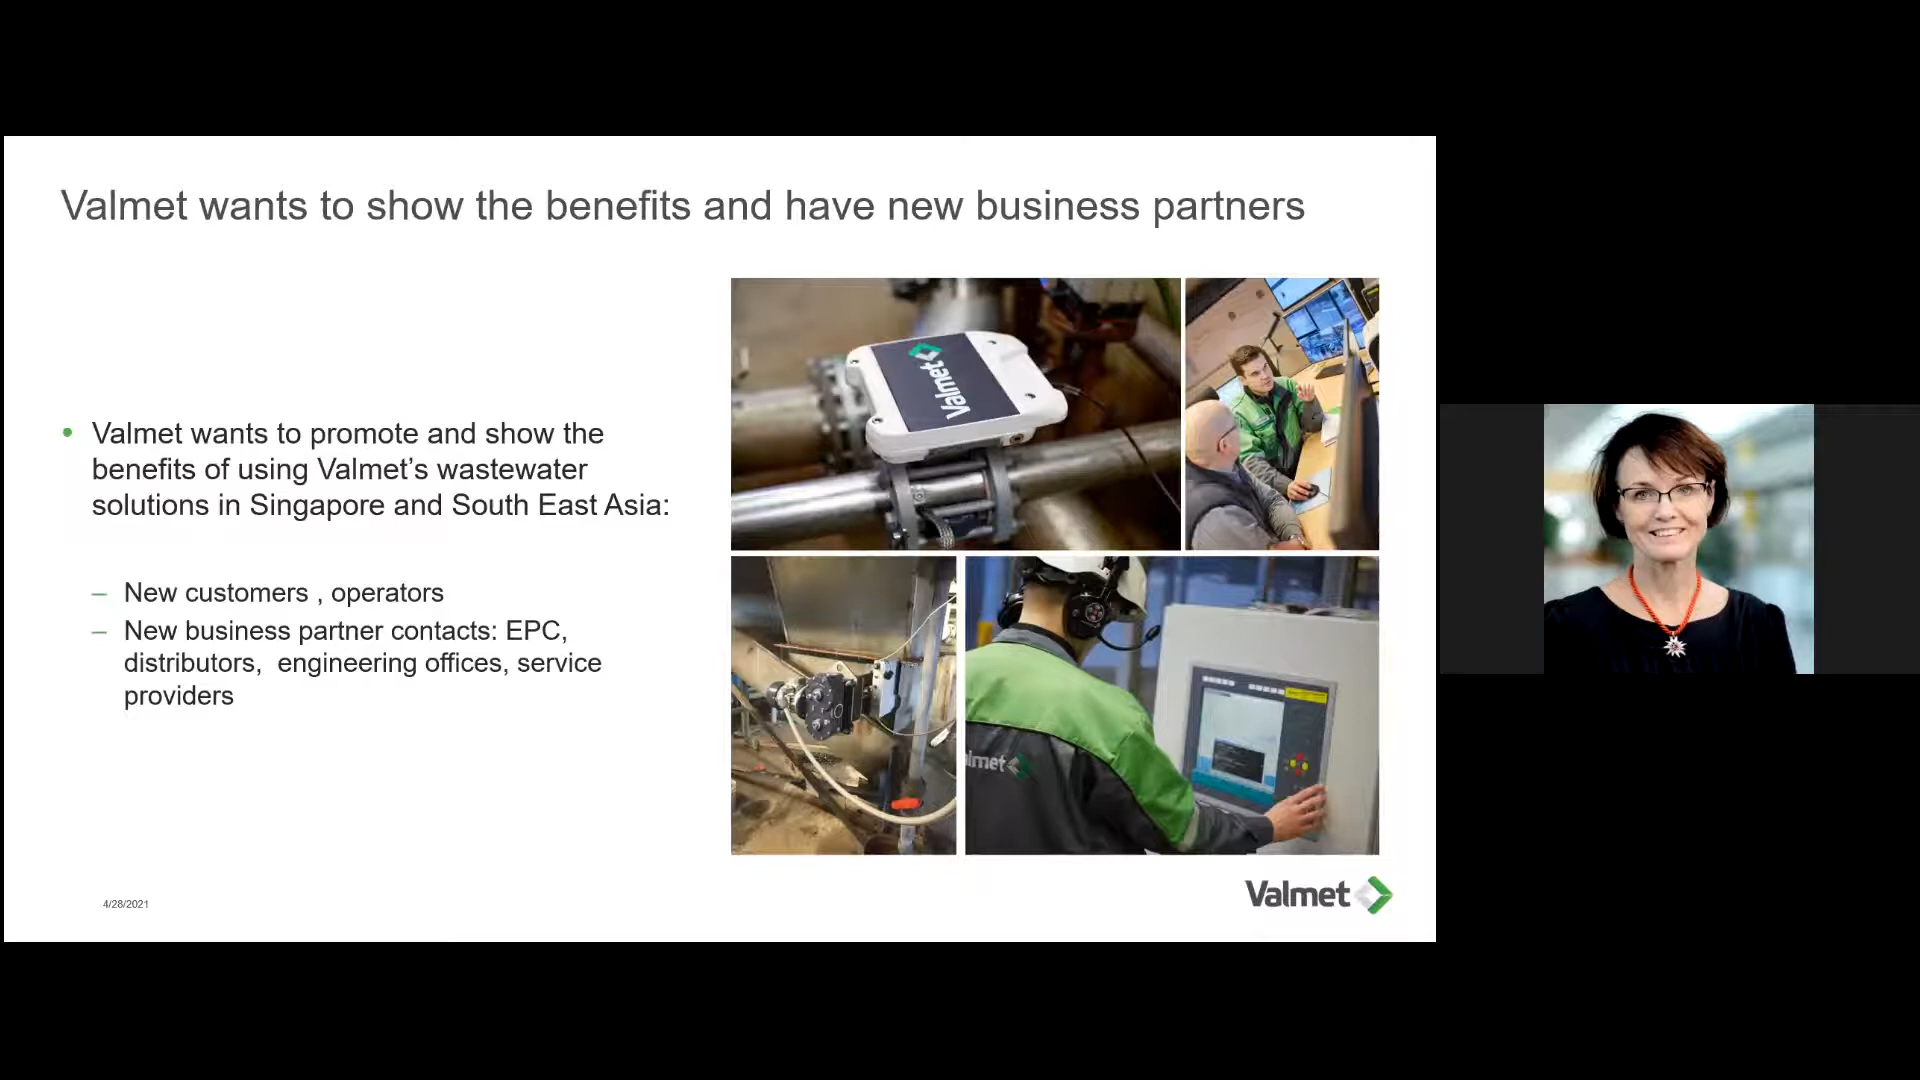 Valmet wants to show the benefits and have new business partners
• Valmet wants to promote and show the
benefits of using Valmet’s wastewater
solutions in Singapore and South East Asia:
– New customers , operators
– New business partner contacts: EPC,
distributors, engineering offices, service
providers
Valmet
lmet
4/28/2021
Valmet